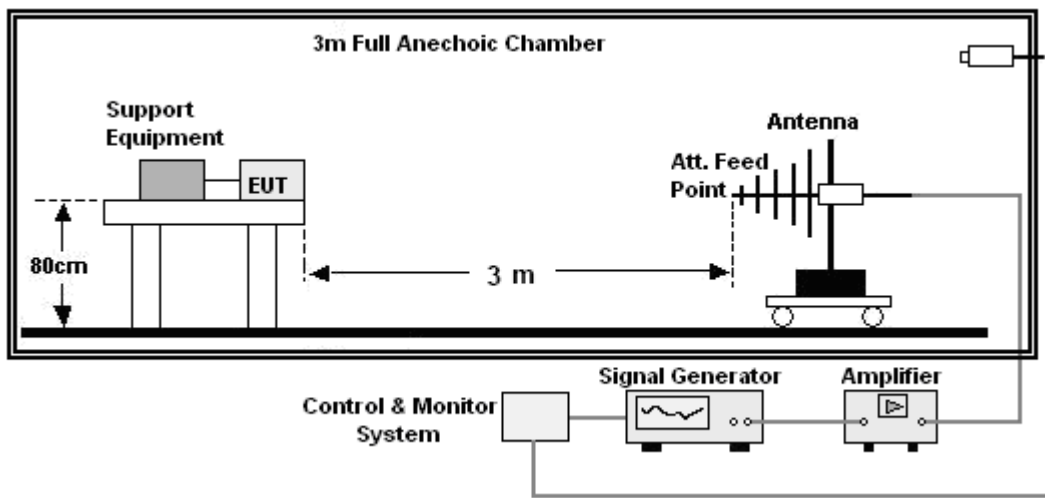 3m Full Anechoic Chamber
Support
Equipment
EUT
80cm
3 m
Antenna
Att. Feed
Point
Signal Generator
Amplifier
Control & Monitor
System